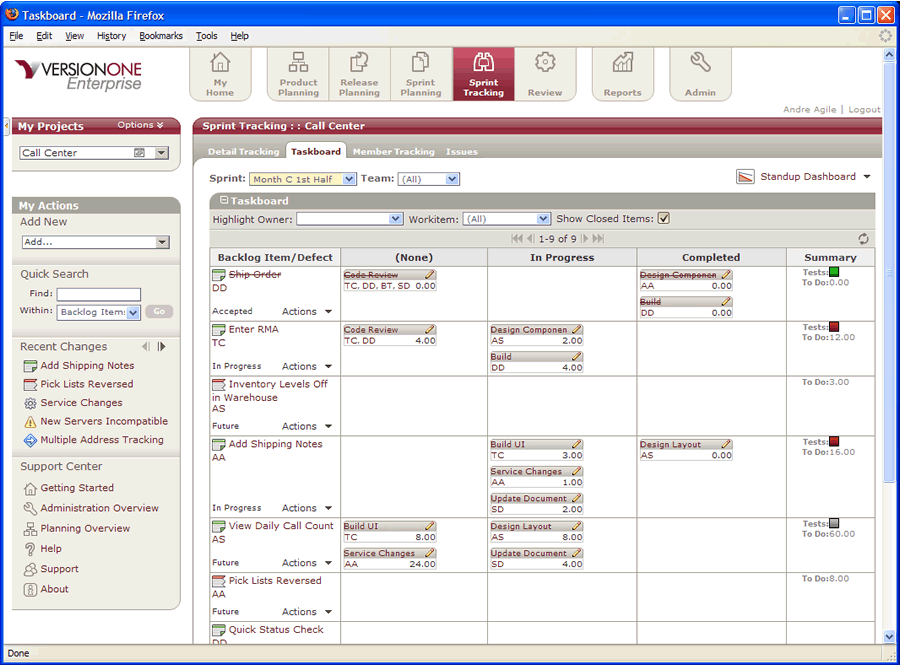 Taskboard - Mozilla Firefox
File Edit View History Bookmarks Tools Help
VERSIONONE
Enterprise
My Home
Product Planning
Release Planning
Sprint Planning
Sprint Tracking
Review
Reports
Admin
Andre Agile | Logout
My Projects Options
Call Center
My Actions
Add New
Add...
Quick Search
Find:
Within: Backlog Item: Go
Recent Changes
Add Shipping Notes
Pick Lists Reversed
Service Changes
New Servers Incompatible
Multiple Address Tracking
Support Center
Getting Started
Administration Overview
Planning Overview
Help
Support
About
Sprint Tracking : : Call Center
Detail Tracking Taskboard Member Tracking Issues
Sprint: Month C 1st Half Team: (All)
Standup Dashboard
Taskboard
Highlight Owner: Workitem: (All) Show Closed Items:
1-9 of 9
Backlog Item/Defect (None) In Progress Completed Summary
Ship Order
DD
Accepted Actions
Code Review
TC, DD, BT, SD 0.00
Design Componen
AA 0.00
Build
DD 0.00
Tests:
To Do:0.00
Enter RMA
TC
In Progress Actions
Code Review
TC, DD 4.00
Design Componen
AS 2.00
Build
DD 4.00
Tests:
To Do:12.00
Inventory Levels Off
in Warehouse
AS
Future Actions
To Do:3.00
Add Shipping Notes
AA
In Progress Actions
Build UI
TC 3.00
Service Changes
AA 1.00
Update Document
SD 2.00
Design Layout
AS 0.00
Tests:
To Do:16.00
View Daily Call Count
AS
Future Actions
Build UI
TC 8.00
Service Changes
AA 24.00
Design Layout
AS 8.00
Update Document
SD 4.00
Tests:
To Do:60.00
Pick Lists Reversed
AA
Future Actions
To Do:8.00
Quick Status Check
DD
Done